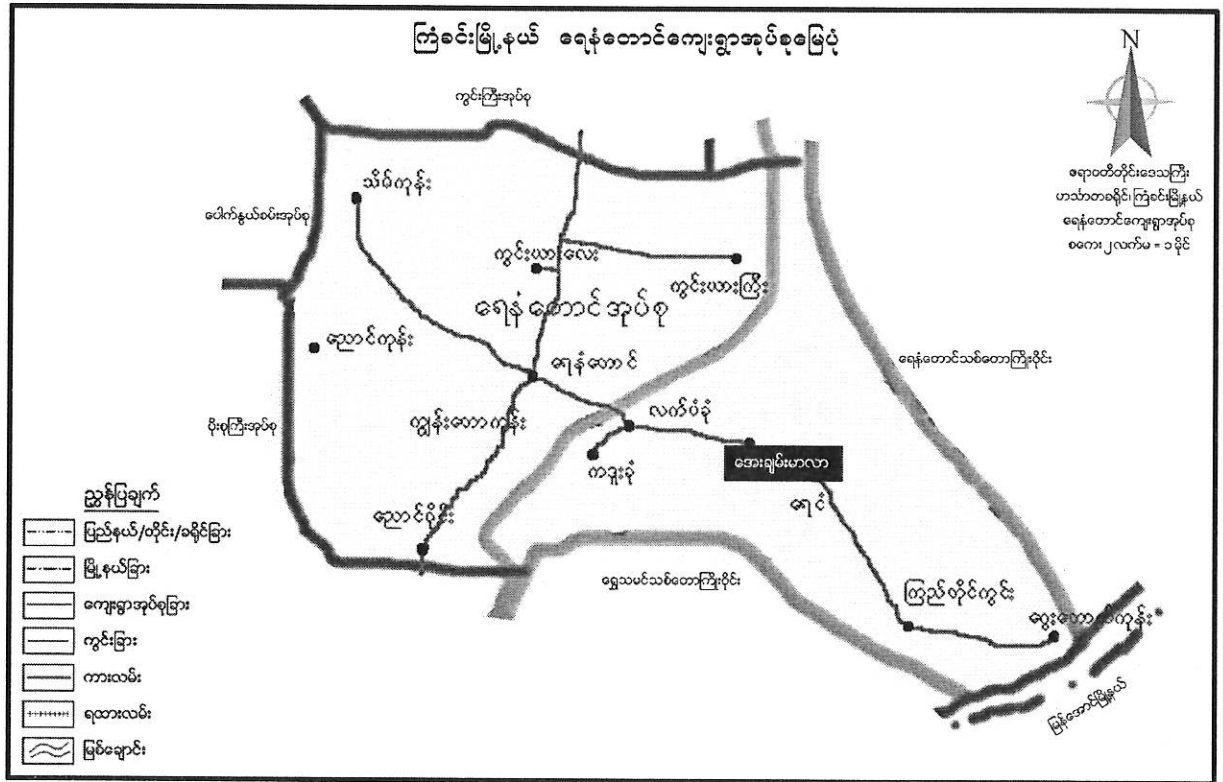 ကြံခင်းမြို့နယ် ရေနံတောင်ကျေးရွာအုပ်စုမြေပုံ
N
ကွင်းကြီးအုပ်စု
ဧရာဝတီတိုင်းဒေသကြီး
ဟင်္သာတခရိုင်၊ ကြံခင်းမြို့နယ်
ရေနံတောင်ကျေးရွာအုပ်စု
စကေး ၂ လက်မ = ၁ မိုင်
သိမ်ကုန်း
ပေါက်နွယ်စမ်းအုပ်စု
ကွင်းယားလေး
ကွင်းယားကြီး
ရေနံတောင်အုပ်စု
ညောင်ကုန်း
ရေနံတောင်
ရေနံတောင်သစ်တောကြိုးဝိုင်း
ကျွန်းတောကုန်း
လက်ပံခုံ
ပိုးစုကြီးအုပ်စု
ကဒူးခုံ
အေးချမ်းမာလာ
ရေငံ
ညောင်ဝိုင်း
ရွှေသမင်သစ်တောကြိုးဝိုင်း
ကြည်တိုင်ကွင်း
ဝွေးတောက်ကုန်း
မြန်အောင်မြို့နယ်
ညွှန်ပြချက်
ပြည်နယ်/တိုင်း/ခရိုင်ခြား
မြို့နယ်ခြား
ကျေးရွာအုပ်စုခြား
ကွင်းခြား
ကားလမ်း
ရထားလမ်း
မြစ်ချောင်း